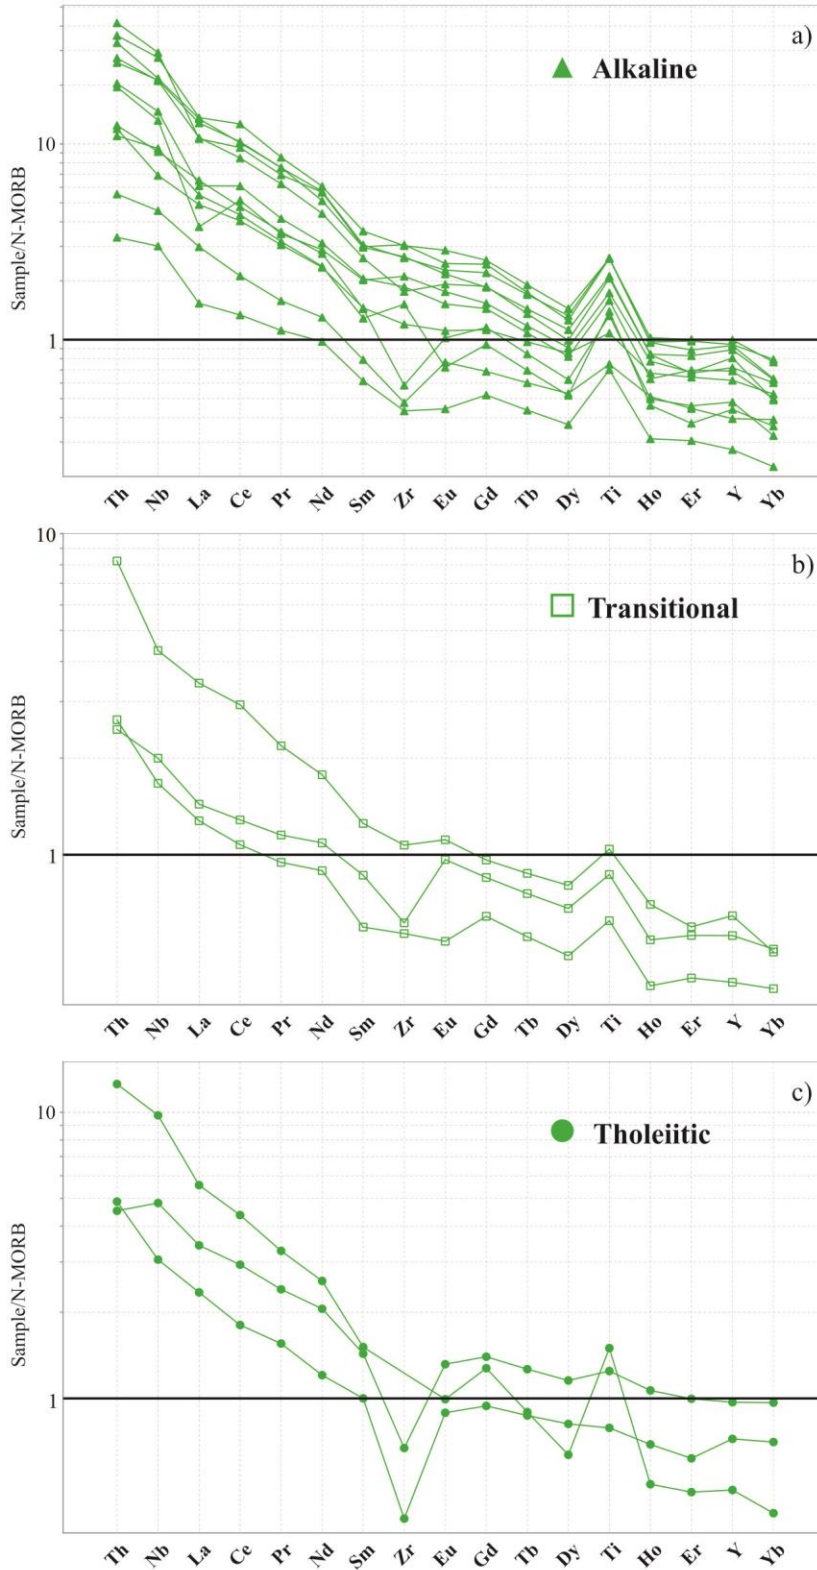 a)
Alkaline
10
1
Sample/N-MORB
Th Nb La Ce Pr Nd Sm Zr Eu Gd Tb Dy Ti Ho Er Y Yb
10
b)
Transitional
1
Sample/N-MORB
Th Nb La Ce Pr Nd Sm Zr Eu Gd Tb Dy Ti Ho Er Y Yb
c)
10
Tholeiitic
1
Sample/N-MORB
Th Nb La Ce Pr Nd Sm Zr Eu Gd Tb Dy Ti Ho Er Y Yb